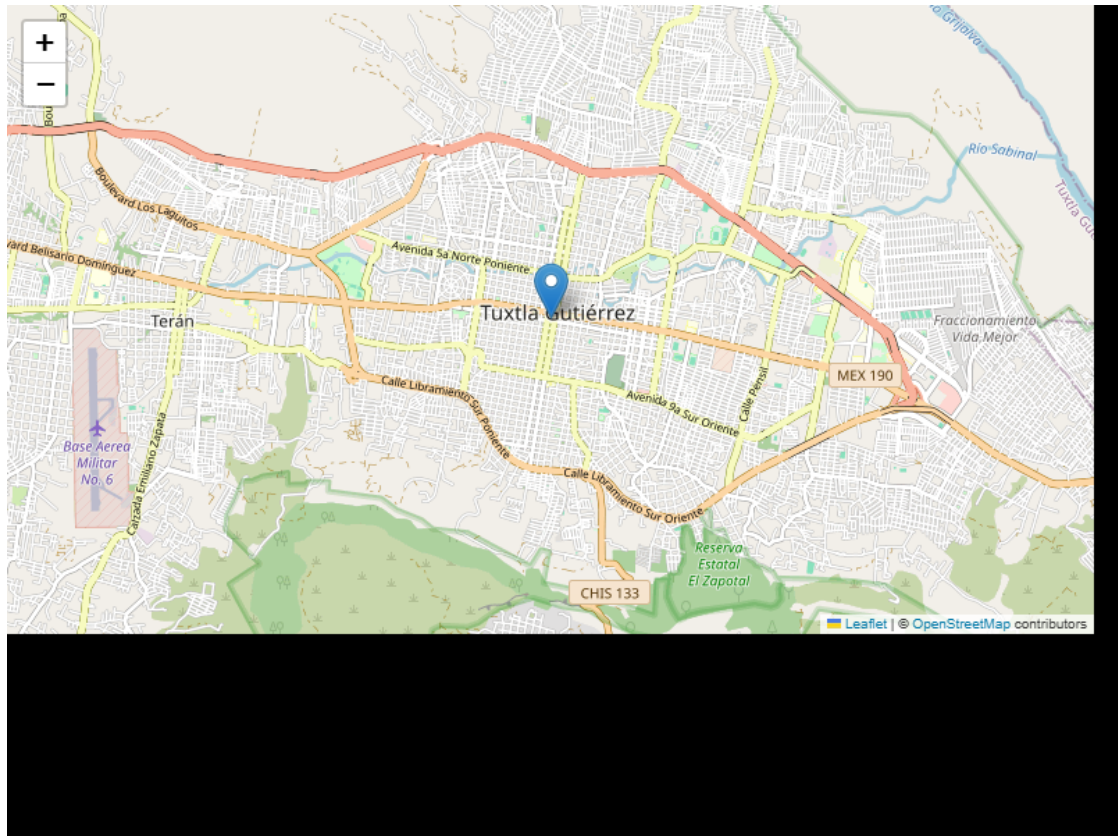 +
−
Río Sabinal
Boulevard Los Laguitos
Avenida 5a Norte Poniente
vard Belisario Domínguez
Tuxtla Gutiérrez
Terán
Fraccionamiento
Vida Mejor
MEX 190
Calle Pensil
Calle Libramiento Sur Poniente
Avenida 9a Sur Oriente
Base Aerea
Militar
No. 6
Calzada Emiliano Zapata
Calle Libramiento Sur Oriente
Reserva
Estatal
El Zapotal
CHIS 133
Leaflet | © OpenStreetMap contributors